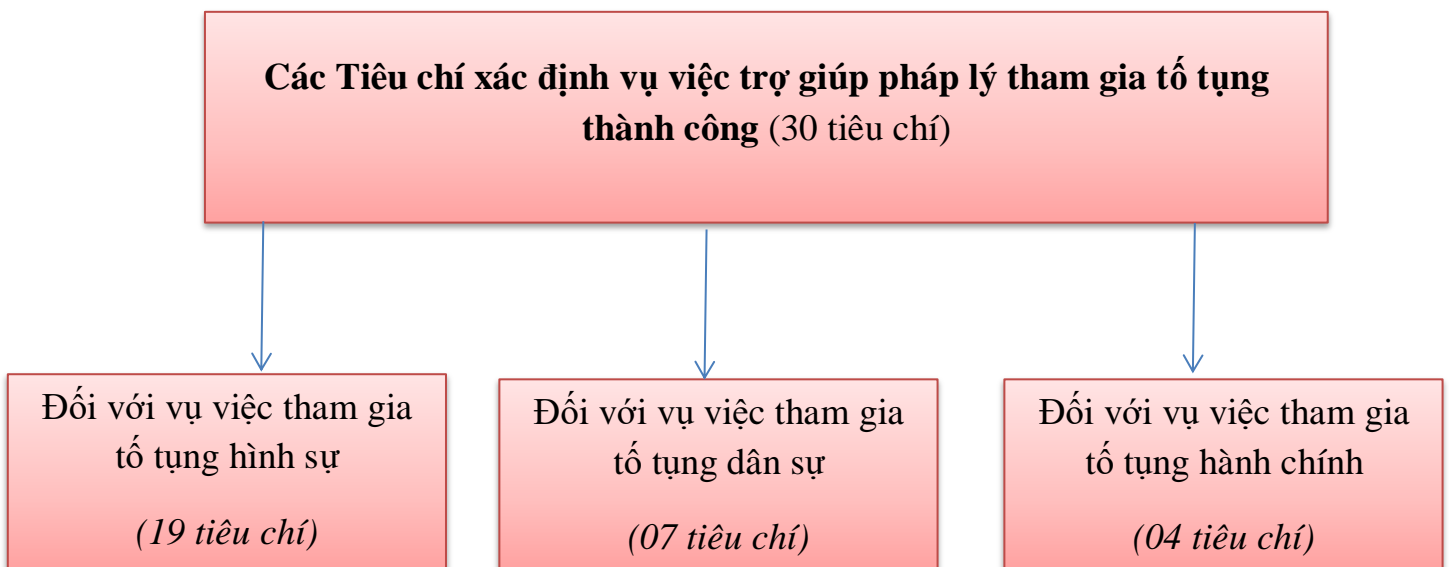 Các Tiêu chí xác định vụ việc trợ giúp pháp lý tham gia tố tụng
thành công (30 tiêu chí)
Đối với vụ việc tham gia
tố tụng hình sự
(19 tiêu chí)
Đối với vụ việc tham gia
tố tụng dân sự
(07 tiêu chí)
Đối với vụ việc tham gia
tố tụng hành chính
(04 tiêu chí)